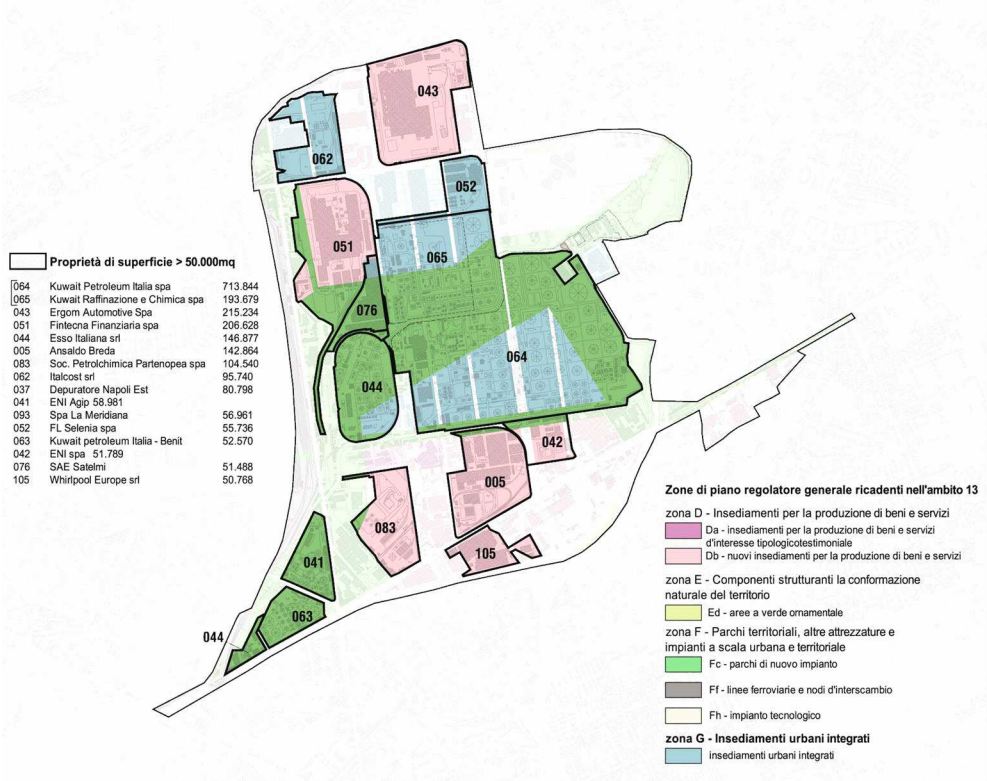 043
062
052
051
065
076
064
044
042
005
083
105
041
063
044
Proprietà di superficie > 50.000mq
064 Kuwait Petroleum Italia spa 713.844
065 Kuwait Raffinazione e Chimica spa 193.679
043 Ergom Automotive Spa 215.234
051 Fintecna Finanziaria spa 206.628
044 Esso Italiana srl 146.877
005 Ansaldo Breda 142.864
083 Soc. Petrolchimica Partenopea spa 104.540
062 Italcost srl 95.740
037 Depuratore Napoli Est 80.798
041 ENI Agip 58.981
093 Spa La Meridiana 56.961
052 FL Selenia spa 55.736
063 Kuwait petroleum Italia - Benit 52.570
042 ENI spa 51.789
076 SAE Satelmi 51.488
105 Whirlpool Europe srl 50.768
Zone di piano regolatore generale ricadenti nell'ambito 13
zona D - Insediamenti per la produzione di beni e servizi
Da - insediamenti per la produzione di beni e servizi
d'interesse tipologicotestimoniale
Db - nuovi insediamenti per la produzione di beni e servizi
zona E - Componenti strutturanti la conformazione
naturale del territorio
Ed - aree a verde ornamentale
zona F - Parchi territoriali, altre attrezzature e
impianti a scala urbana e territoriale
Fc - parchi di nuovo impianto
Ff - linee ferroviarie e nodi d'interscambio
Fh - impianto tecnologico
zona G - Insediamenti urbani integrati
insediamenti urbani integrati